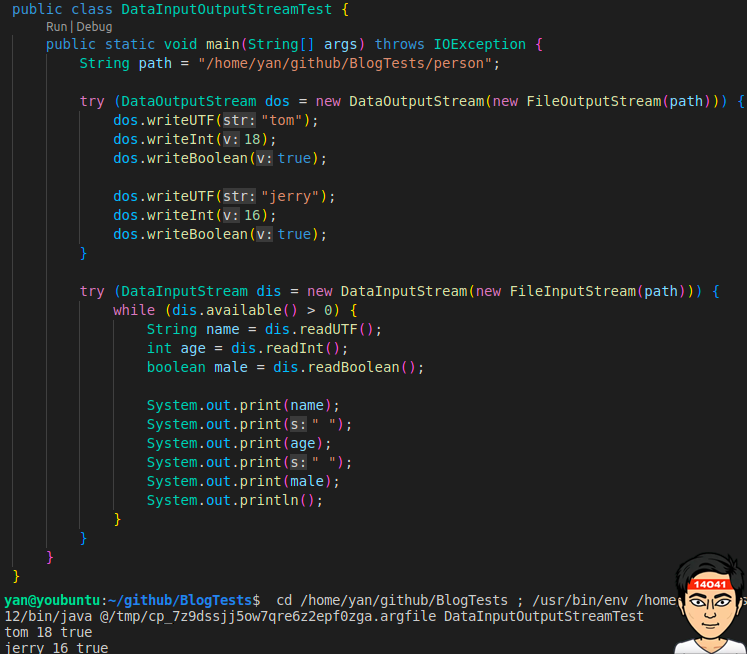 public class DataInputOutputStreamTest {
Run | Debug
public static void main(String[] args) throws IOException {
String path = "/home/yan/github/BlogTests/person";
try (DataOutputStream dos = new DataOutputStream(new FileOutputStream(path))) {
dos.writeUTF(str: "tom");
dos.writeInt(v: 18);
dos.writeBoolean(v: true);
dos.writeUTF(str: "jerry");
dos.writeInt(v: 16);
dos.writeBoolean(v: true);
}
try (DataInputStream dis = new DataInputStream(new FileInputStream(path))) {
while (dis.available() > 0) {
String name = dis.readUTF();
int age = dis.readInt();
boolean male = dis.readBoolean();
System.out.print(name);
System.out.print(s: " ");
System.out.print(age);
System.out.print(s: " ");
System.out.print(male);
System.out.println();
}
}
}
}
14041
yan@youbuntu:~/github/BlogTests$ cd /home/yan/github/BlogTests ; /usr/bin/env /home
12/bin/java @/tmp/cp_7z9dssjj5ow7qre6z2epf0zga.argfile DataInputOutputStreamTest
tom 18 true
jerry 16 true